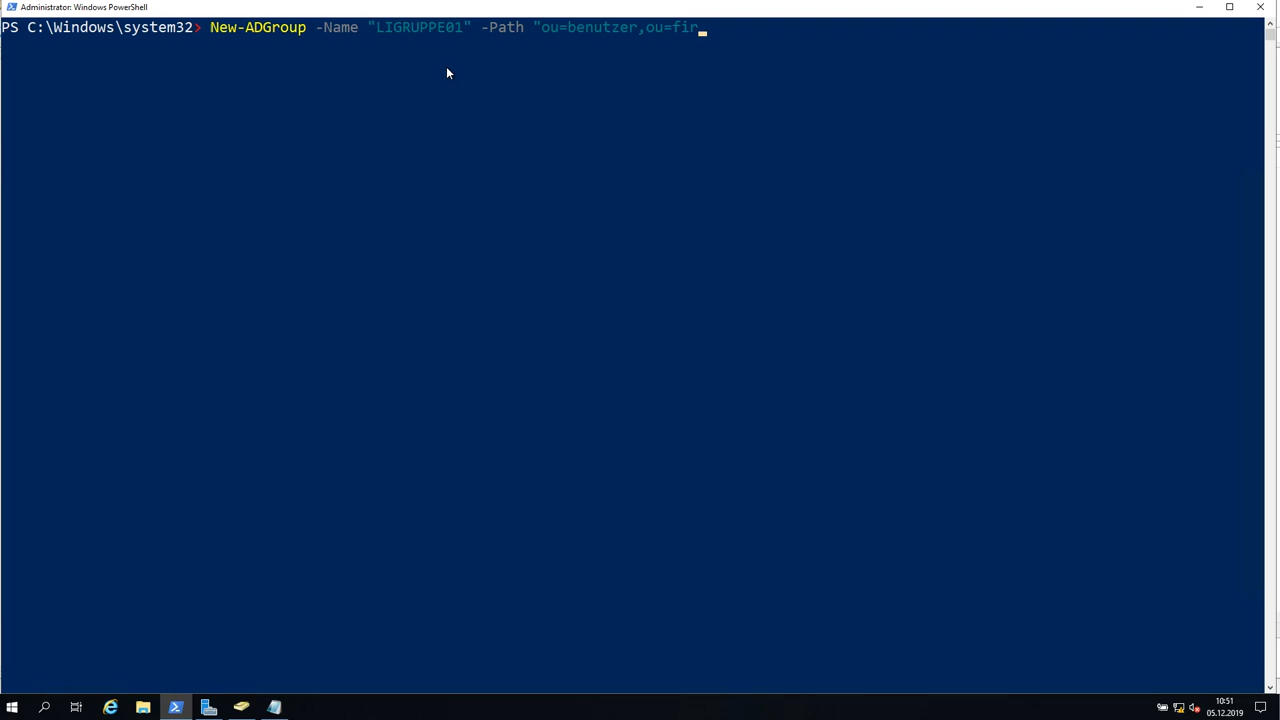 Administrator: Windows PowerShell
PS C:\Windows\system32> New-ADGroup -Name "LIGRUPPE01" -Path "ou=benutzer,ou=fir
10:51
05.12.2019